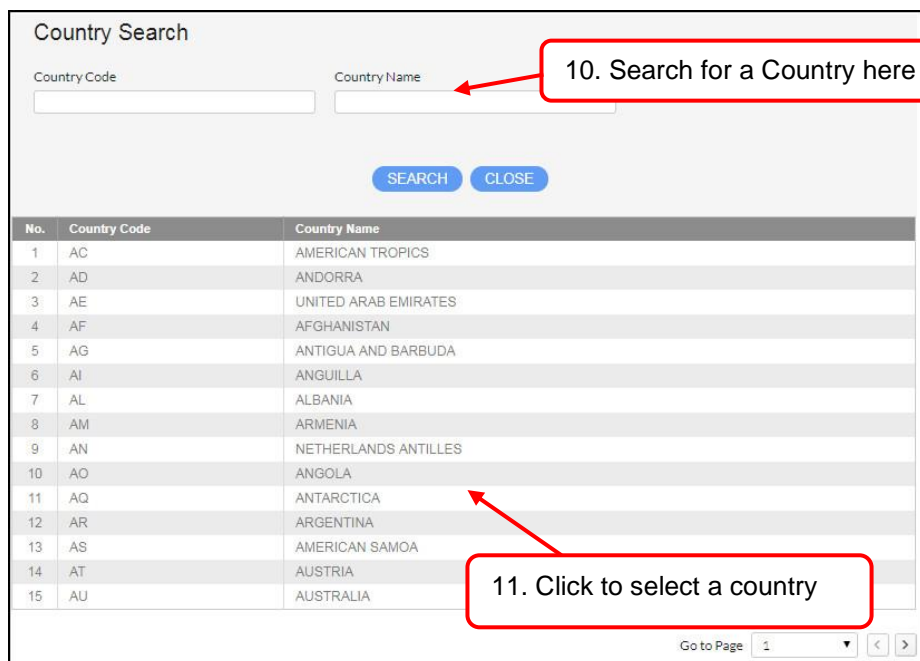 Country Search
10. Search for a Country here
Country Code Country Name
SEARCH CLOSE
No. Country Code Country Name
1 AC AMERICAN TROPICS
2 AD ANDORRA
3 AE UNITED ARAB EMIRATES
4 AF AFGHANISTAN
5 AG ANTIGUA AND BARBUDA
6 AI ANGUILLA
7 AL ALBANIA
8 AM ARMENIA
9 AN NETHERLANDS ANTILLES
10 AO ANGOLA
11 AQ ANTARCTICA
12 AR ARGENTINA
13 AS AMERICAN SAMOA
14 AT AUSTRIA
15 AU AUSTRALIA
11. Click to select a country
Go to Page 1